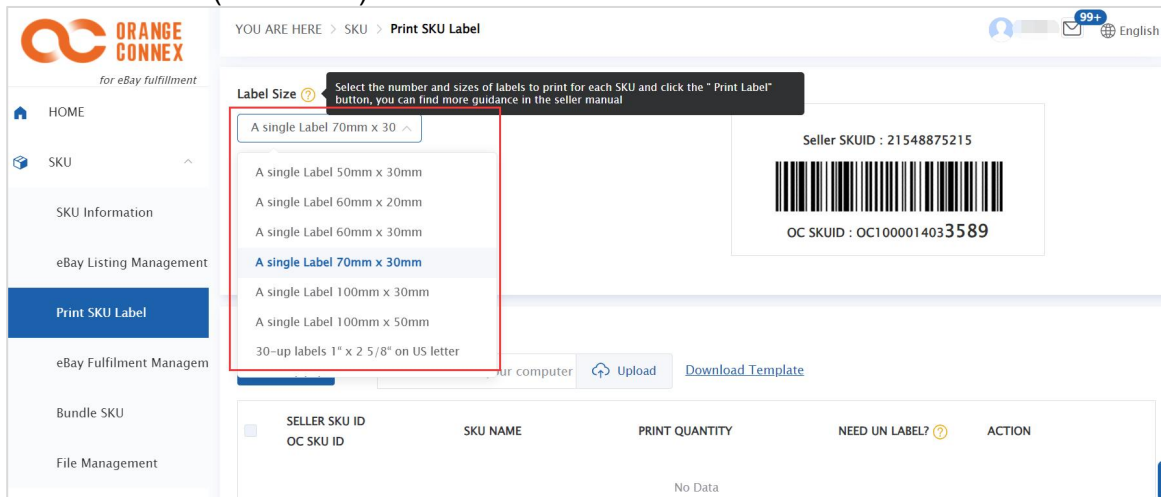 ORANGE
CONNEX
for eBay fulfillment
YOU ARE HERE > SKU > Print SKU Label
99+
English
HOME
SKU
SKU Information
eBay Listing Management
Print SKU Label
eBay Fulfilment Managem
Bundle SKU
File Management
Label Size ?
Select the number and sizes of labels to print for each SKU and click the " Print Label"
button, you can find more guidance in the seller manual
A single Label 70mm x 30
A single Label 50mm x 30mm
A single Label 60mm x 20mm
A single Label 60mm x 30mm
A single Label 70mm x 30mm
A single Label 100mm x 30mm
A single Label 100mm x 50mm
30-up labels 1" x 2 5/8" on US letter
Seller SKUID : 21548875215
OC SKUID : OC1000014033589
computer
Upload
Download Template
SELLER SKU ID
OC SKU ID
SKU NAME
PRINT QUANTITY
NEED UN LABEL? ?
ACTION
No Data